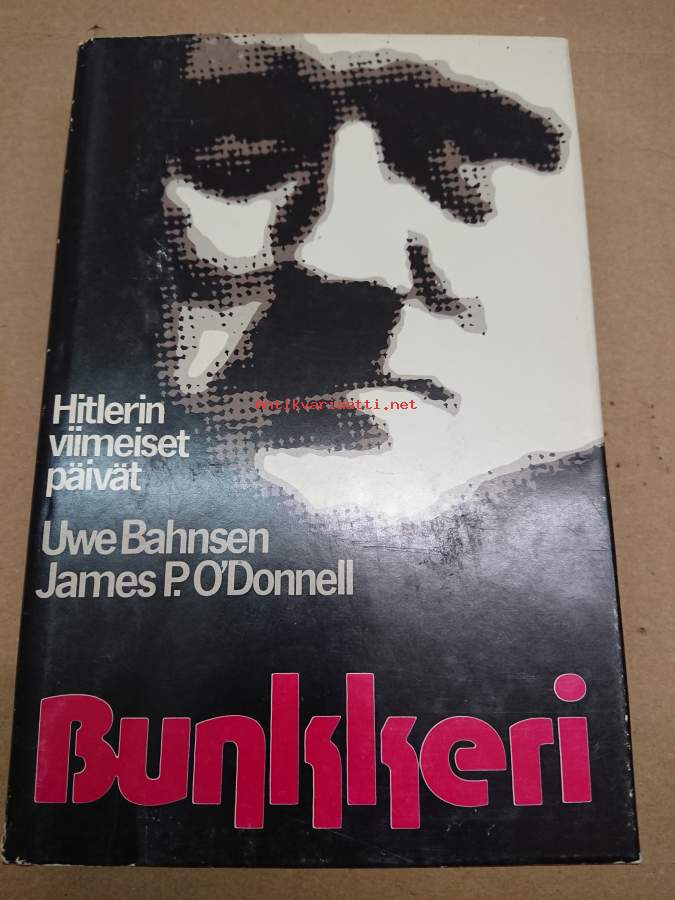 Hitlerin
viimeiset
päivät
Antikvariaatti.net
Uwe Bahnsen
James P. O'Donnell
Bunkkeri